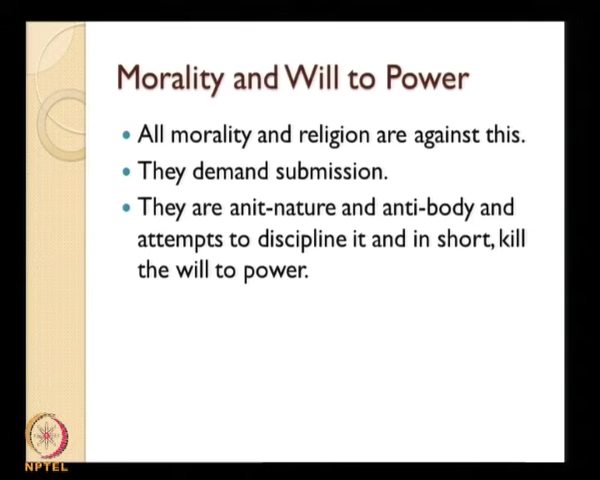 Morality and Will to Power
• All morality and religion are against this.
• They demand submission.
• They are anit-nature and anti-body and
attempts to discipline it and in short, kill
the will to power.
NPTEL